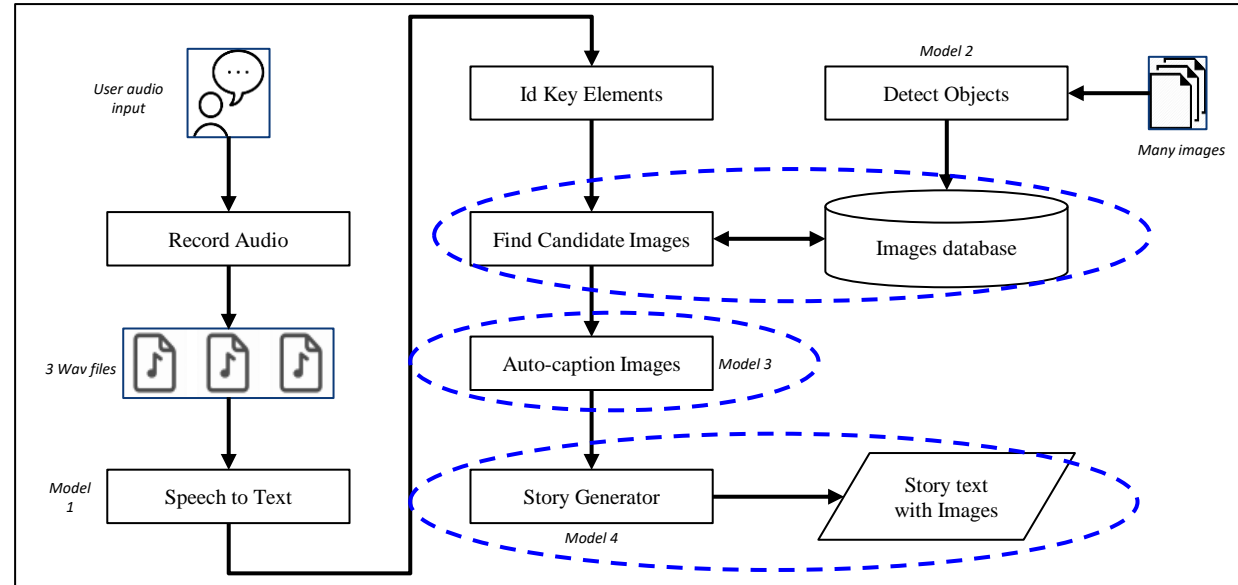 User audio
input
Record Audio
3 Wav files
Model
1
Speech to Text
Id Key Elements
Find Candidate Images
Auto-caption Images
Model 3
Story Generator
Model 4
Story text
with Images
Model 2
Detect Objects
Many images
Images database